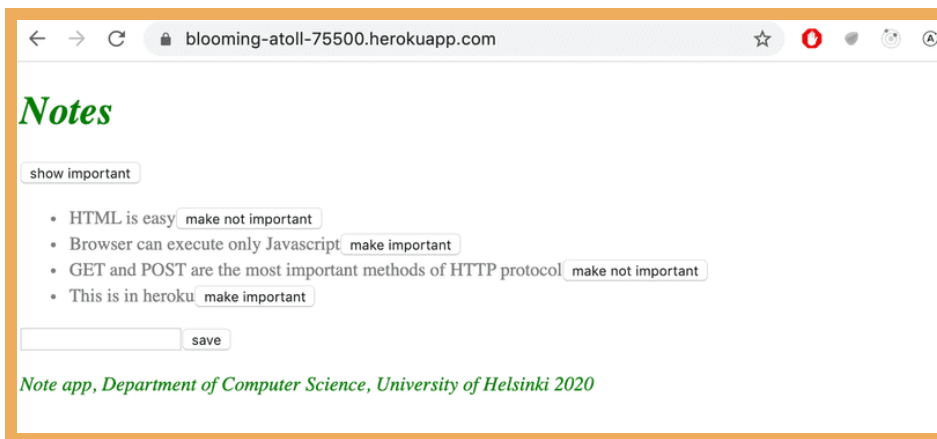 blooming-atoll-75500.herokuapp.com
Notes
show important
HTML is easy make not important
Browser can execute only Javascript make important
GET and POST are the most important methods of HTTP protocol make not important
This is in heroku make important
save
Note app, Department of Computer Science, University of Helsinki 2020